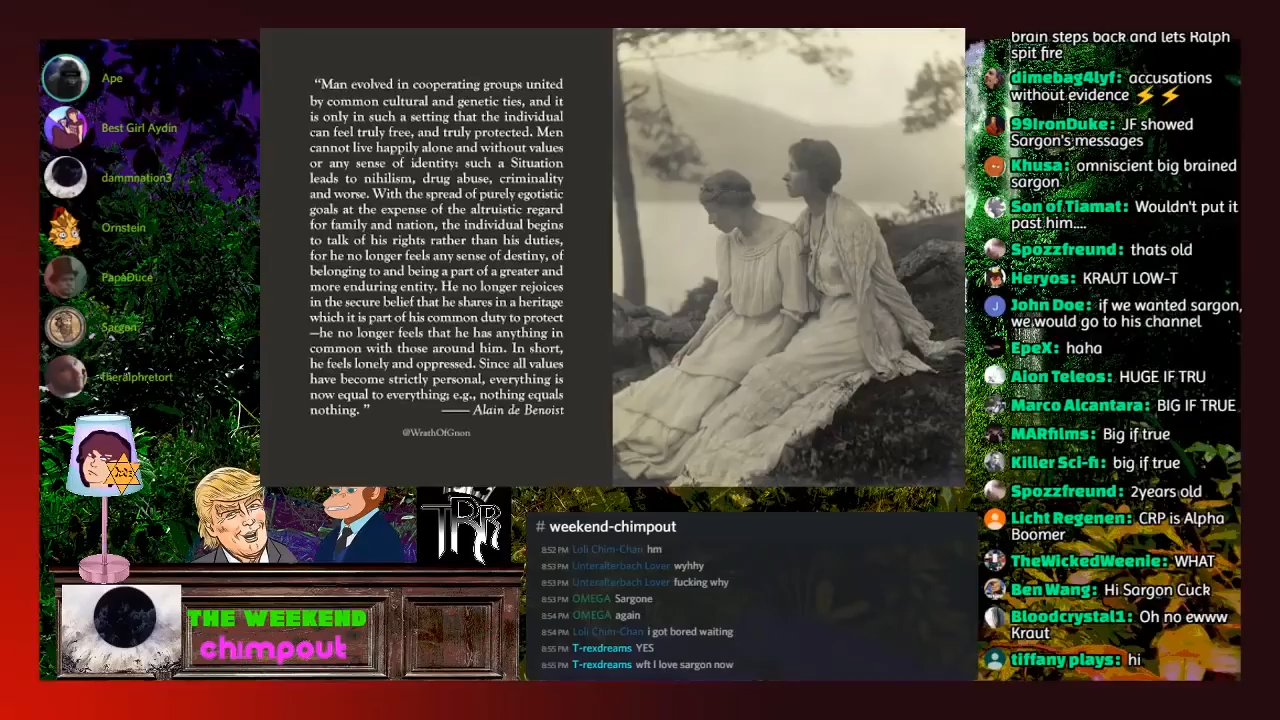 Ape
Best Girl Aydin
dammnation3
Ornstein
PapaDuce
Sargon
theralphretort
“Man evolved in cooperating groups united
by common cultural and genetic ties, and it
is only in such a setting that the individual
can feel truly free, and truly protected. Men
cannot live happily alone and without values
or any sense of identity: such a Situation
leads to nihilism, drug abuse, criminality
and worse. With the spread of purely egotistic
goals at the expense of the altruistic regard
for family and nation, the individual begins
to talk of his rights rather than his duties,
for he no longer feels any sense of destiny, of
belonging to and being a part of a greater and
more enduring entity. He no longer rejoices
in the secure belief that he shares in a heritage
which it is part of his common duty to protect
—he no longer feels that he has anything in
common with those around him. In short,
he feels lonely and oppressed. Since all values
have become strictly personal, everything is
now equal to everything; e.g., nothing equals
nothing. ” —— Alain de Benoist
@WrathOfGnon
TRR
THE WEEKEND
chimpout
# weekend-chimpout
8:52 PM Loli Chim-Chan hm
8:53 PM Unteralterbach Lover wyhhy
8:53 PM Unteralterbach Lover fucking why
8:53 PM OMEGA Sargone
8:54 PM OMEGA again
8:54 PM Loli Chim-Chan i got bored waiting
8:55 PM T-rexdreams YES
8:55 PM T-rexdreams wft I love sargon now
brain steps back and lets Ralph
spit fire
dimebag4lyf: accusations
without evidence ⚡ ⚡
99IronDuke: JF showed
Sargon's messages
Khusa: omniscient big brained
sargon
Son of Tiamat: Wouldn't put it
past him....
Spozzfreund: thats old
Heryos: KRAUT LOW-T
J John Doe: if we wanted sargon,
we would go to his channel
EpeX: haha
Aion Teleos: HUGE IF TRU
Marco Alcantara: BIG IF TRUE
MARfilms: Big if true
Killer Sci-fi: big if true
Spozzfreund: 2years old
Licht Regenen: CRP is Alpha
Boomer
TheWickedWeenie: WHAT
Ben Wang: Hi Sargon Cuck
Bloodcrystal1: Oh no ewww
Kraut
tiffany plays: hi